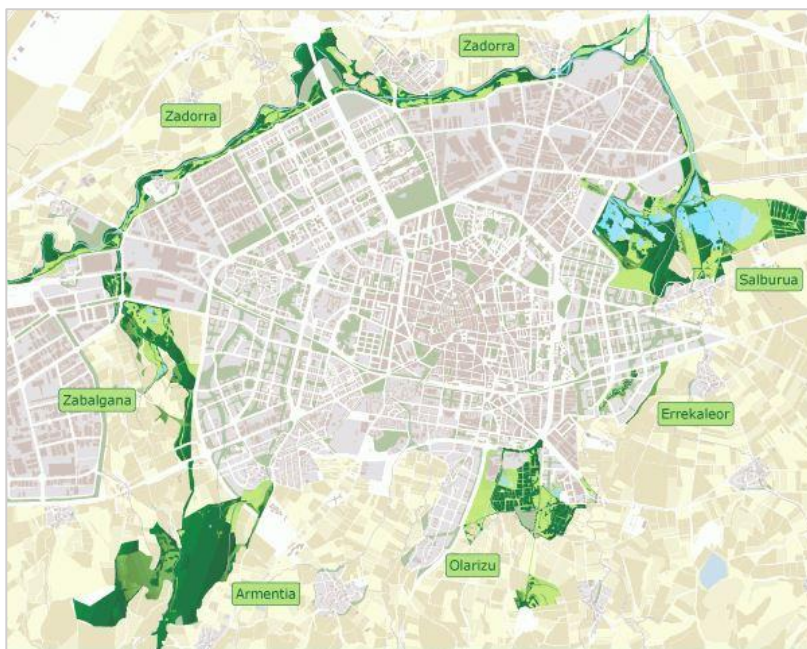 Zadorra
Zadorra
Salburua
Zabalgana
Errekaleor
Olarizu
Armentia